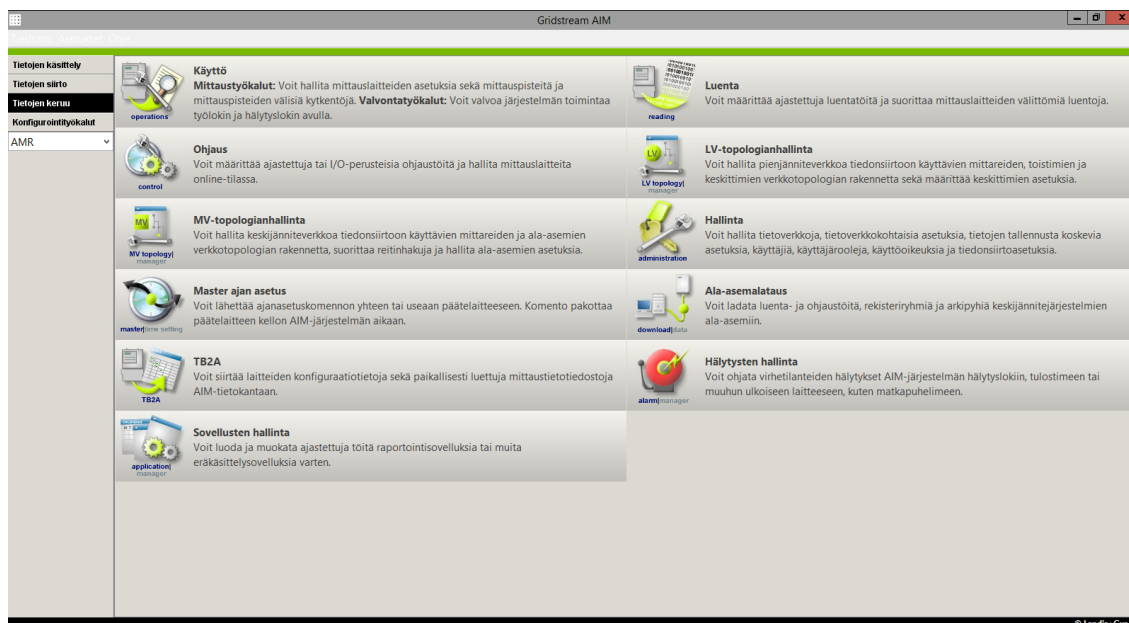 Gridstream AIM
Tiedosto Asetukset Ohje
Tietojen käsittely
Tietojen siirto
Tietojen keruu
Konfigurointityökalut
AMR
operations
Käyttö
Mittaustyökalut: Voit hallita mittauslaitteiden asetuksia sekä mittauspisteitä ja
mittauspisteiden välisiä kytkentöjä. Valvontatyökalut: Voit valvoa järjestelmän toimintaa
työlokin ja hälytyslokin avulla.
reading
Luenta
Voit määrittää ajastettuja luentatöitä ja suorittaa mittauslaitteiden välittömiä luentoja.
control
Ohjaus
Voit määrittää ajastettuja tai I/O-perusteisia ohjaustöitä ja hallita mittauslaitteita
online-tilassa.
LV
LV topology|
manager
LV-topologianhallinta
Voit hallita pienjänniteverkkoa tiedonsiirtoon käyttävien mittareiden, toistimien ja
keskittimien verkkotopologian rakennetta sekä määrittää keskittimien asetuksia.
MV
MV topology|
manager
MV-topologianhallinta
Voit hallita keskijänniteverkkoa tiedonsiirtoon käyttävien mittareiden ja ala-asemien
verkkotopologian rakennetta, suorittaa reitinhakuja ja hallita ala-asemien asetuksia.
administration
Hallinta
Voit hallita tietoverkkoja, tietoverkkokohtaisia asetuksia, tietojen tallennusta koskevia
asetuksia, käyttäjiä, käyttäjärooleja, käyttöoikeuksia ja tiedonsiirtoasetuksia.
master|time setting
Master ajan asetus
Voit lähettää ajanasetuskomennon yhteen tai useaan päätelaitteeseen. Komento pakottaa
päätelaitteen kellon AIM-järjestelmän aikaan.
download|data
Ala-asemalataus
Voit ladata luenta- ja ohjaustöitä, rekisteriryhmiä ja arkipyhiä keskijännitejärjestelmien
ala-asemiin.
TB2A
TB2A
Voit siirtää laitteiden konfiguraatiotietoja sekä paikallisesti luettuja mittaustietotiedostoja
AIM-tietokantaan.
alarm|manager
Hälytysten hallinta
Voit ohjata virhetilanteiden hälytykset AIM-järjestelmän hälytyslokiin, tulostimeen tai
muuhun ulkoiseen laitteeseen, kuten matkapuhelimeen.
application|
manager
Sovellusten hallinta
Voit luoda ja muokata ajastettuja töitä raportointisovelluksia tai muita
eräkäsittelysovelluksia varten.